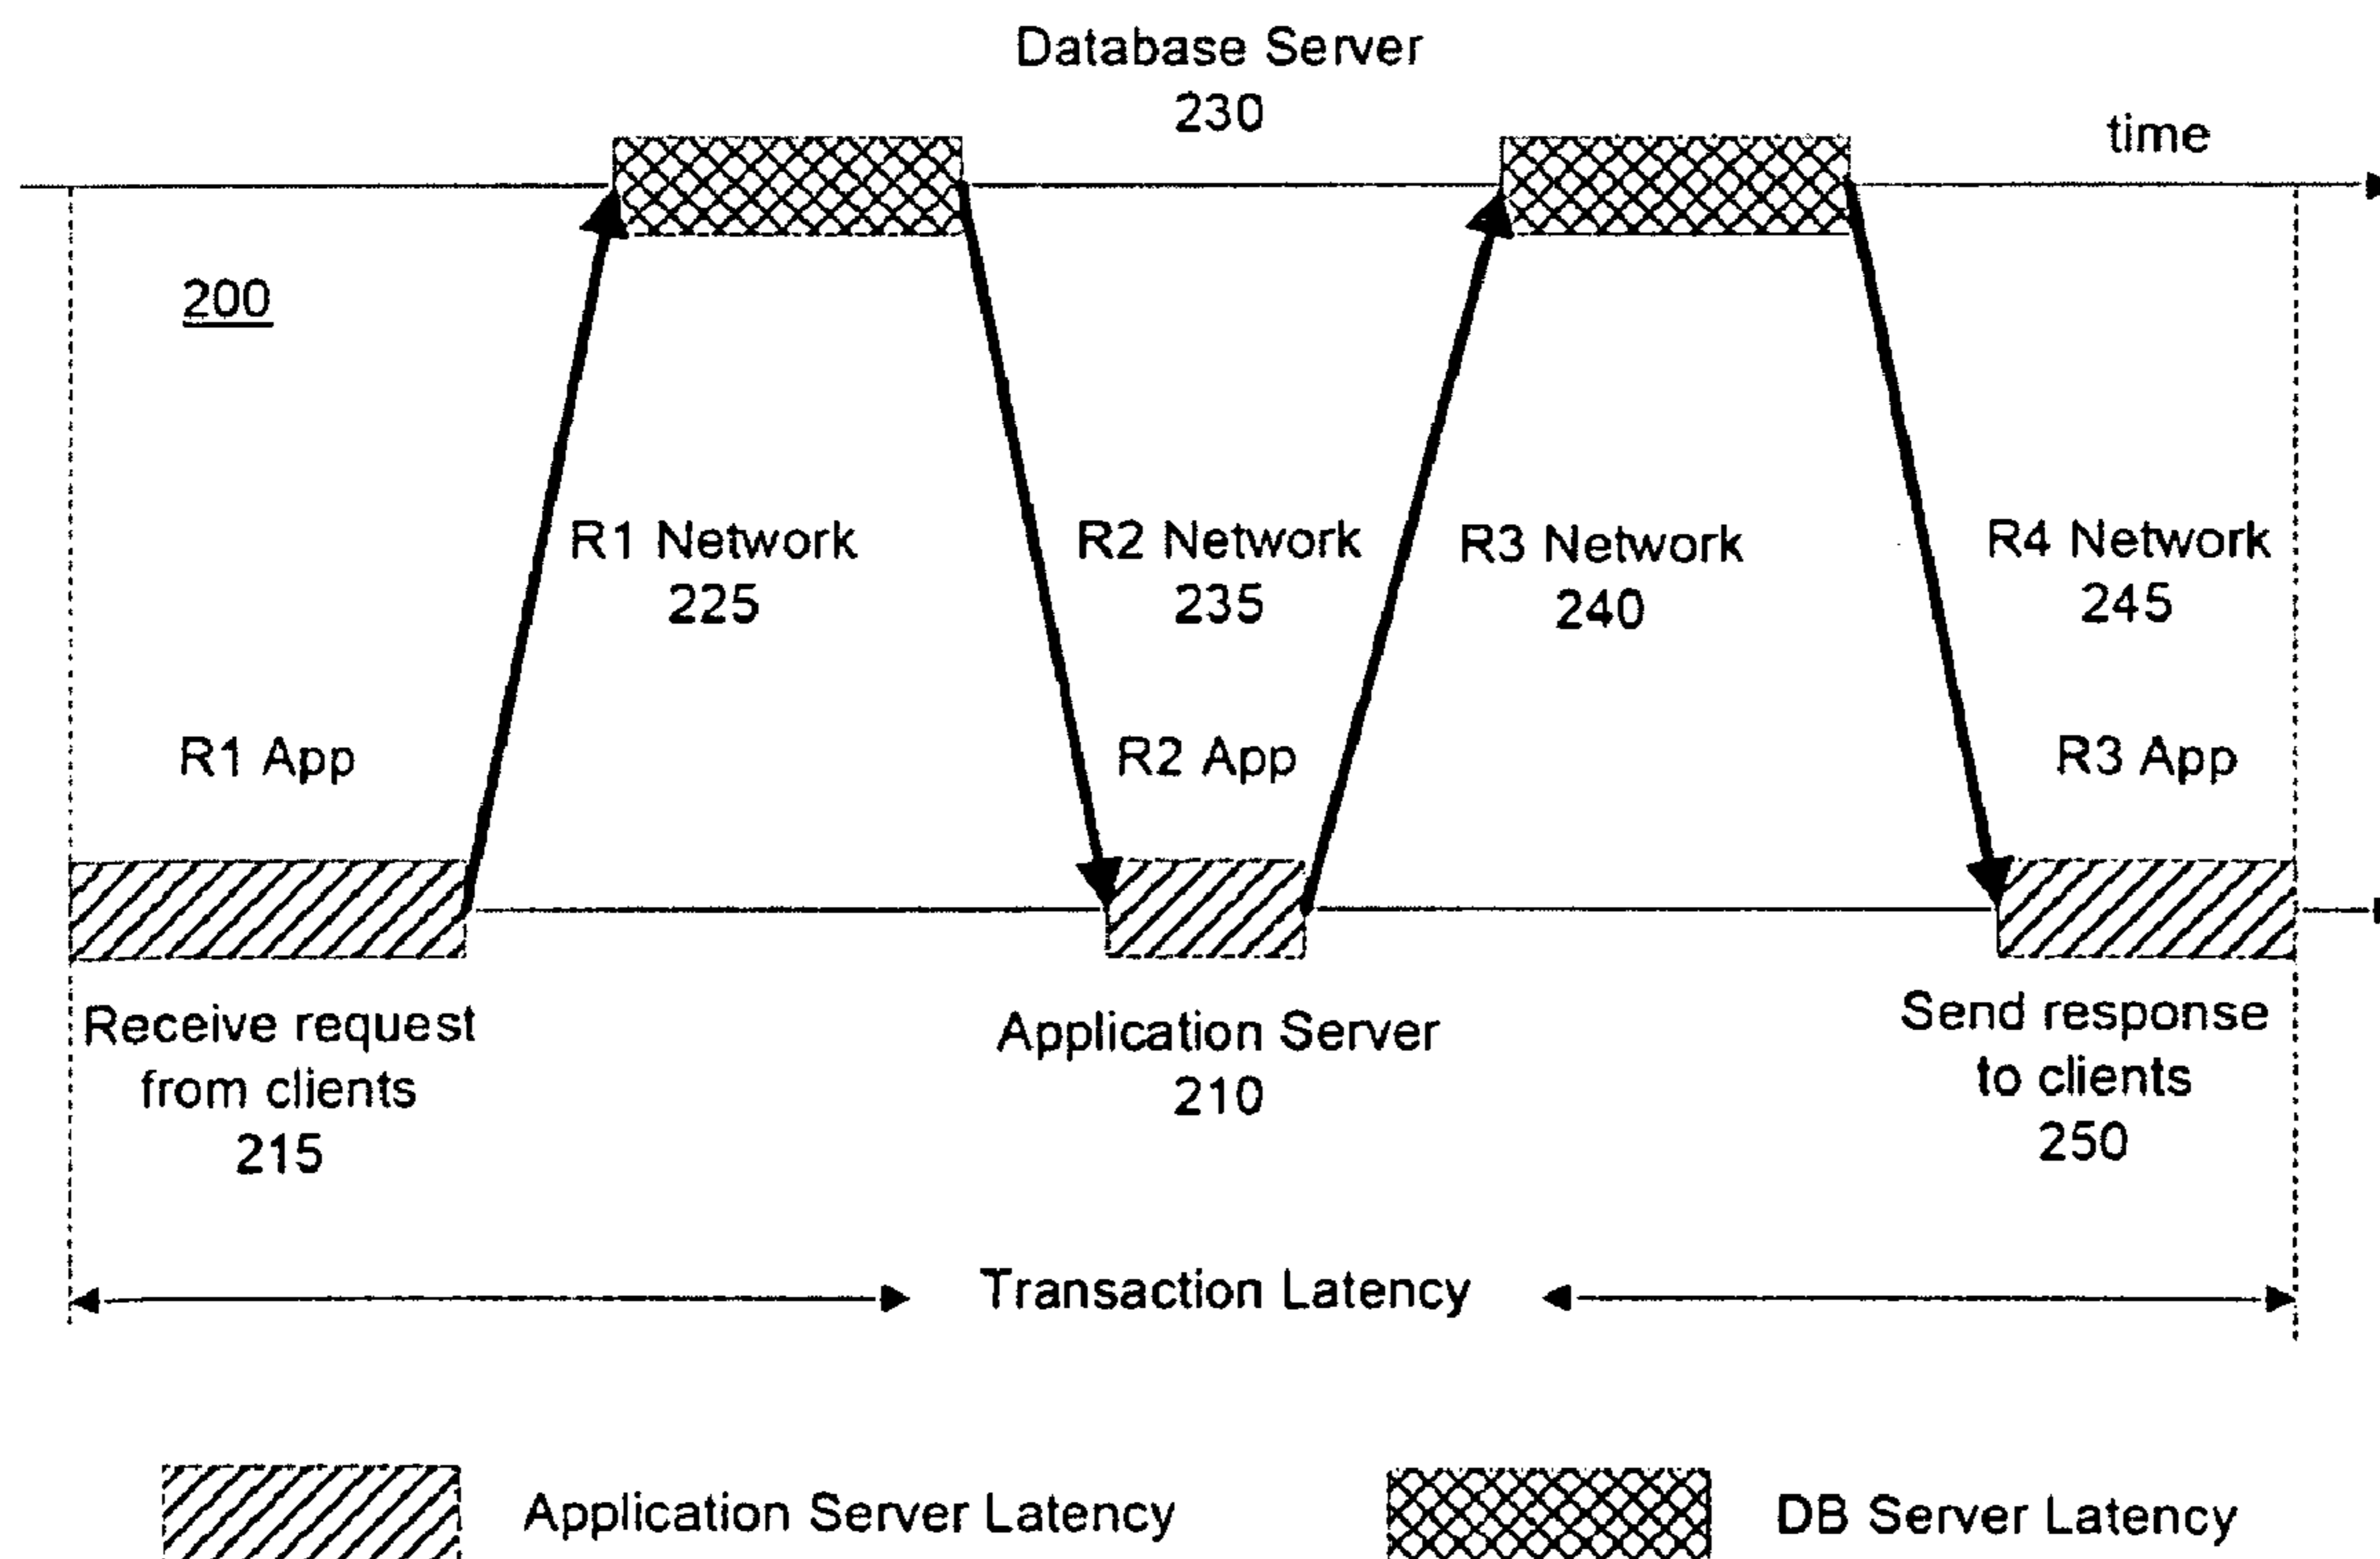 Database Server
230
time
200
R1 Network
225
R2 Network
235
R3 Network
240
R4 Network
245
R1 App
R2 App
R3 App
Receive request
from clients
215
Application Server
210
Send response
to clients
250
Transaction Latency
Application Server Latency
DB Server Latency